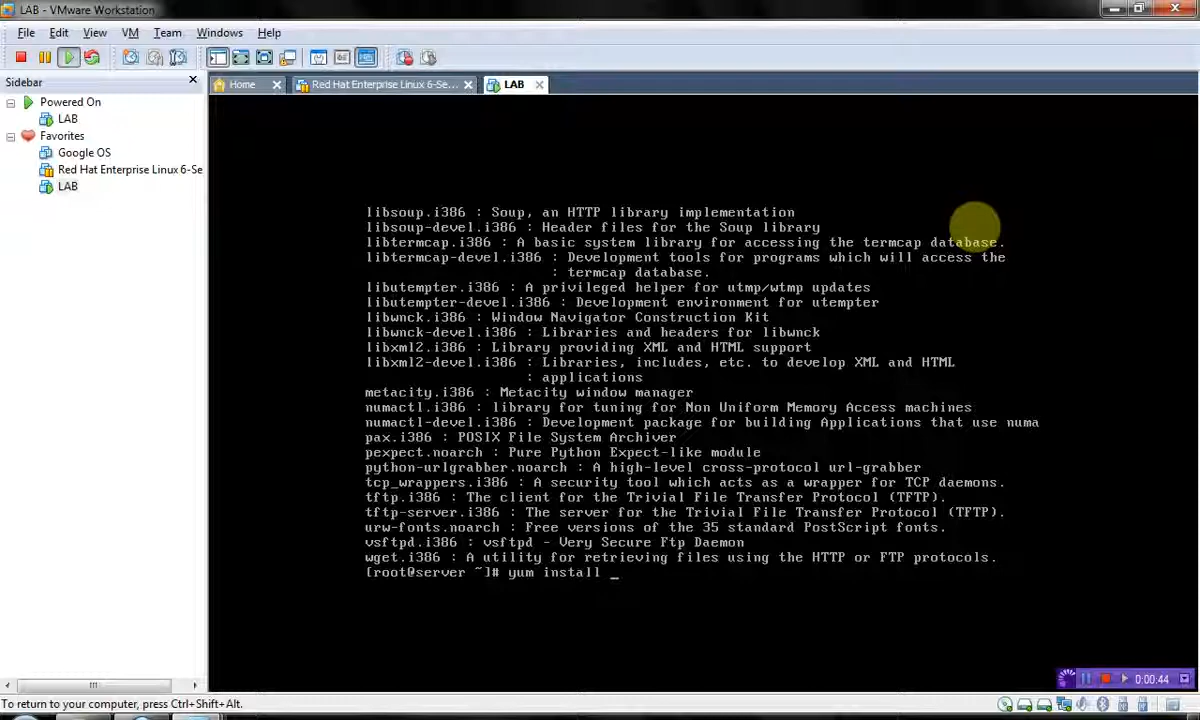 LAB - VMware Workstation
File Edit View VM Team Windows Help
Sidebar
Home Red Hat Enterprise Linux 6-Se... LAB
Powered On
LAB
Favorites
Google OS
Red Hat Enterprise Linux 6-Se
LAB
libsoup.i386 : Soup, an HTTP library implementation
libsoup-devel.i386 : Header files for the Soup library
libtermcap.i386 : A basic system library for accessing the termcap database.
libtermcap-devel.i386 : Development tools for programs which will access the
: termcap database.
libutempter.i386 : A privileged helper for utmp/wtmp updates
libutempter-devel.i386 : Development environment for utempter
libwnck.i386 : Window Navigator Construction Kit
libwnck-devel.i386 : Libraries and headers for libwnck
libxml2.i386 : Library providing XML and HTML support
libxml2-devel.i386 : Libraries, includes, etc. to develop XML and HTML
: applications
metacity.i386 : Metacity window manager
numactl.i386 : library for tuning for Non Uniform Memory Access machines
numactl-devel.i386 : Development package for building Applications that use numa
pax.i386 : POSIX File System Archiver
pexpect.noarch : Pure Python Expect-like module
python-urlgrabber.noarch : A high-level cross-protocol url-grabber
tcp_wrappers.i386 : A security tool which acts as a wrapper for TCP daemons.
tftp.i386 : The client for the Trivial File Transfer Protocol (TFTP).
tftp-server.i386 : The server for the Trivial File Transfer Protocol (TFTP).
urw-fonts.noarch : Free versions of the 35 standard PostScript fonts.
vsftpd.i386 : vsftpd - Very Secure Ftp Daemon
wget.i386 : A utility for retrieving files using the HTTP or FTP protocols.
[root@server ~]# yum install _
0:00:44
To return to your computer, press Ctrl+Shift+Alt.